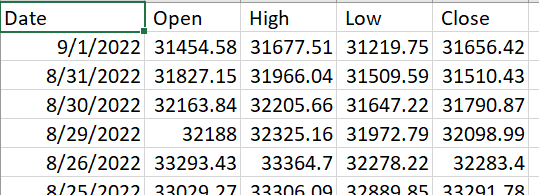 Date Open High Low Close
9/1/2022 31454.58 31677.51 31219.75 31656.42
8/31/2022 31827.15 31966.04 31509.59 31510.43
8/30/2022 32163.84 32205.66 31647.22 31790.87
8/29/2022 32188 32325.16 31972.79 32098.99
8/26/2022 33293.43 33364.7 32278.22 32283.4
8/25/2022 33029.27 33306.09 32889.85 33291.78